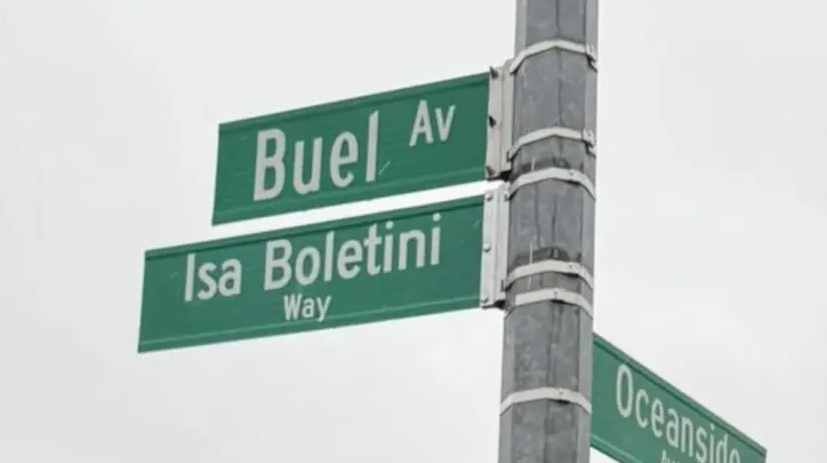 Buel Av
Isa Boletini
Way
Oceanside